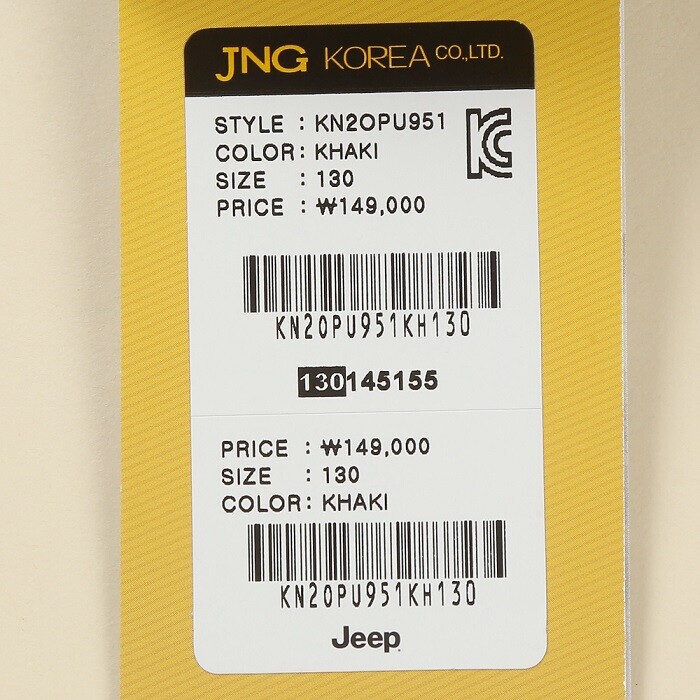 JNG KOREA CO.,LTD.
STYLE : KN2OPU951
COLOR: KHAKI
SIZE : 130
PRICE : ₩149,000
KN20PU951KH130
130145155
PRICE : ₩149,000
SIZE : 130
COLOR: KHAKI
KN20PU951KH130
Jeep